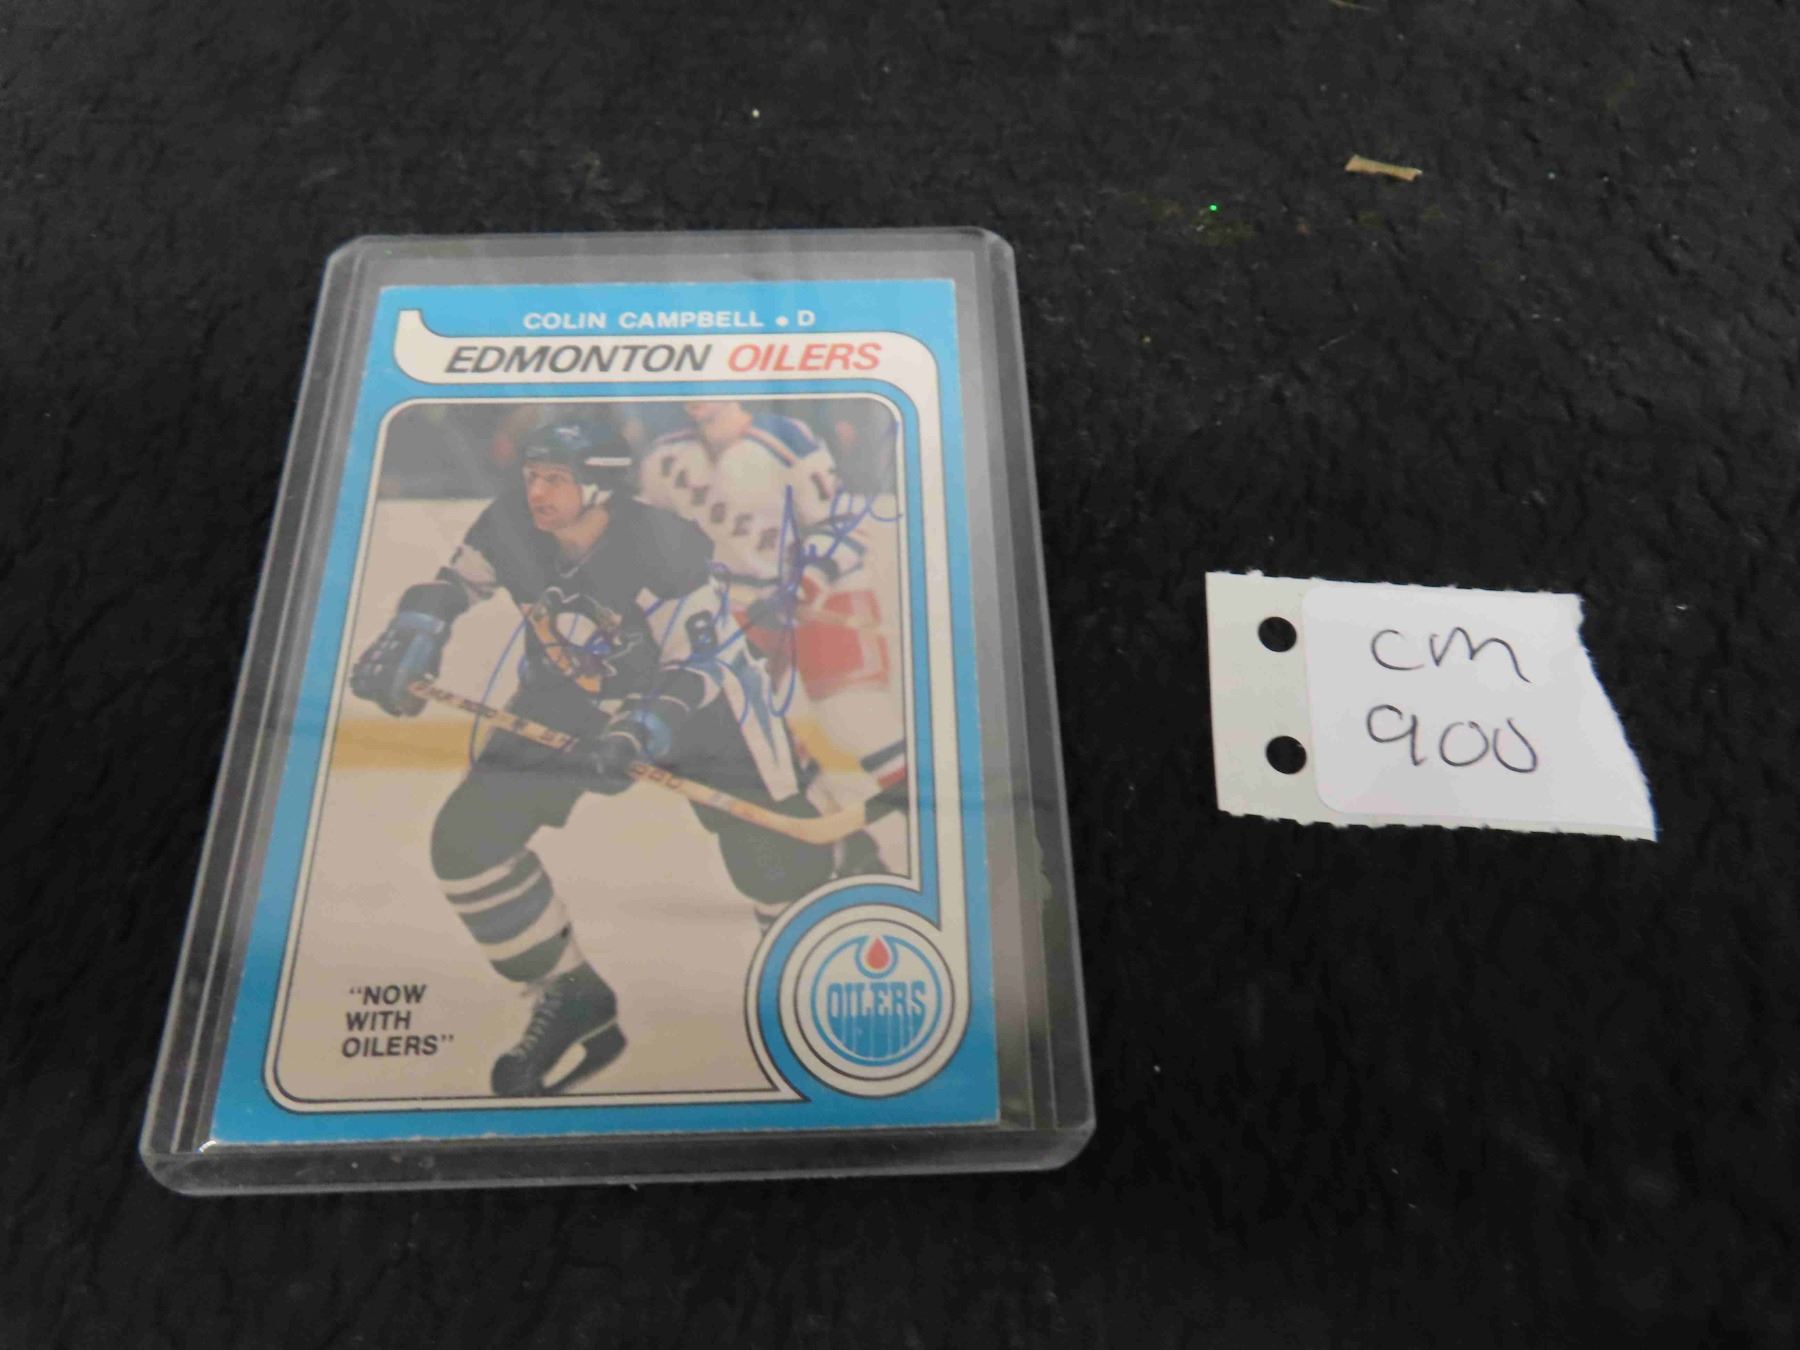 COLIN CAMPBELL • D
EDMONTON OILERS
"NOW
WITH
OILERS"
OILERS
cm
900